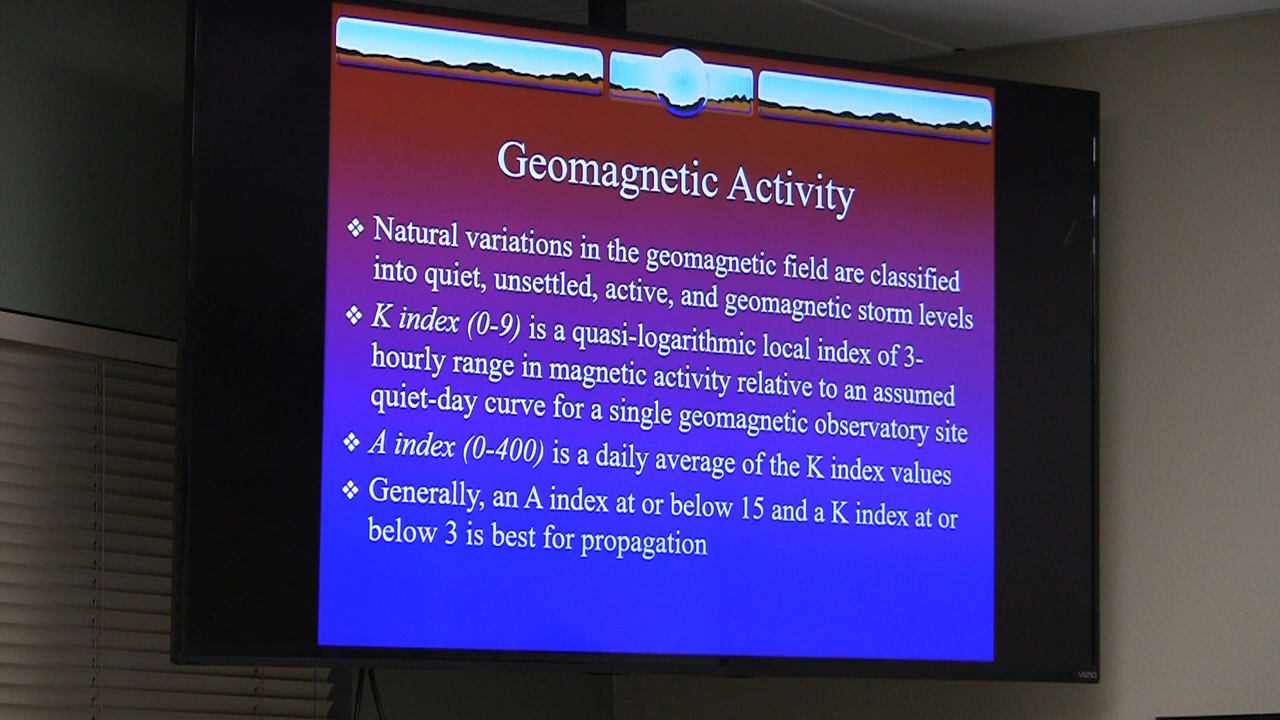 Geomagnetic Activity
❖ Natural variations in the geomagnetic field are classified
into quiet, unsettled, active, and geomagnetic storm levels
❖ K index (0-9) is a quasi-logarithmic local index of 3-
hourly range in magnetic activity relative to an assumed
quiet-day curve for a single geomagnetic observatory site
❖ A index (0-400) is a daily average of the K index values
❖ Generally, an A index at or below 15 and a K index at or
below 3 is best for propagation
VIZIO